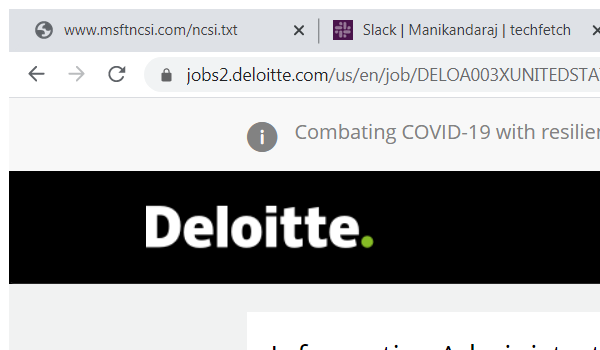 www.msftncsi.com/ncsi.txt
Slack | Manikandaraj | techfetch
jobs2.deloitte.com/us/en/job/DELOA003XUNITEDSTA
Combating COVID-19 with resilie
Deloitte.